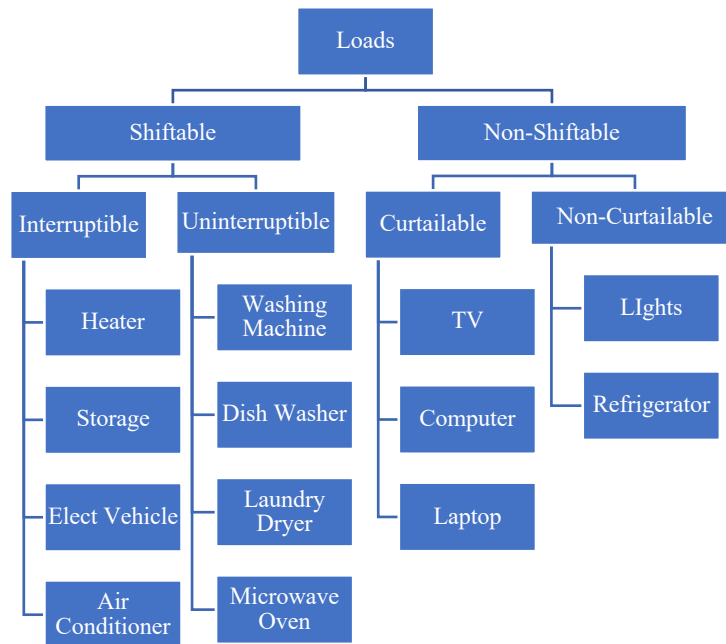 Loads
Shiftable
Non-Shiftable
Interruptible
Uninterruptible
Curtailable
Non-Curtailable
Heater
Storage
Elect Vehicle
Air
Conditioner
Washing
Machine
Dish Washer
Laundry
Dryer
Microwave
Oven
TV
Computer
Laptop
LIghts
Refrigerator